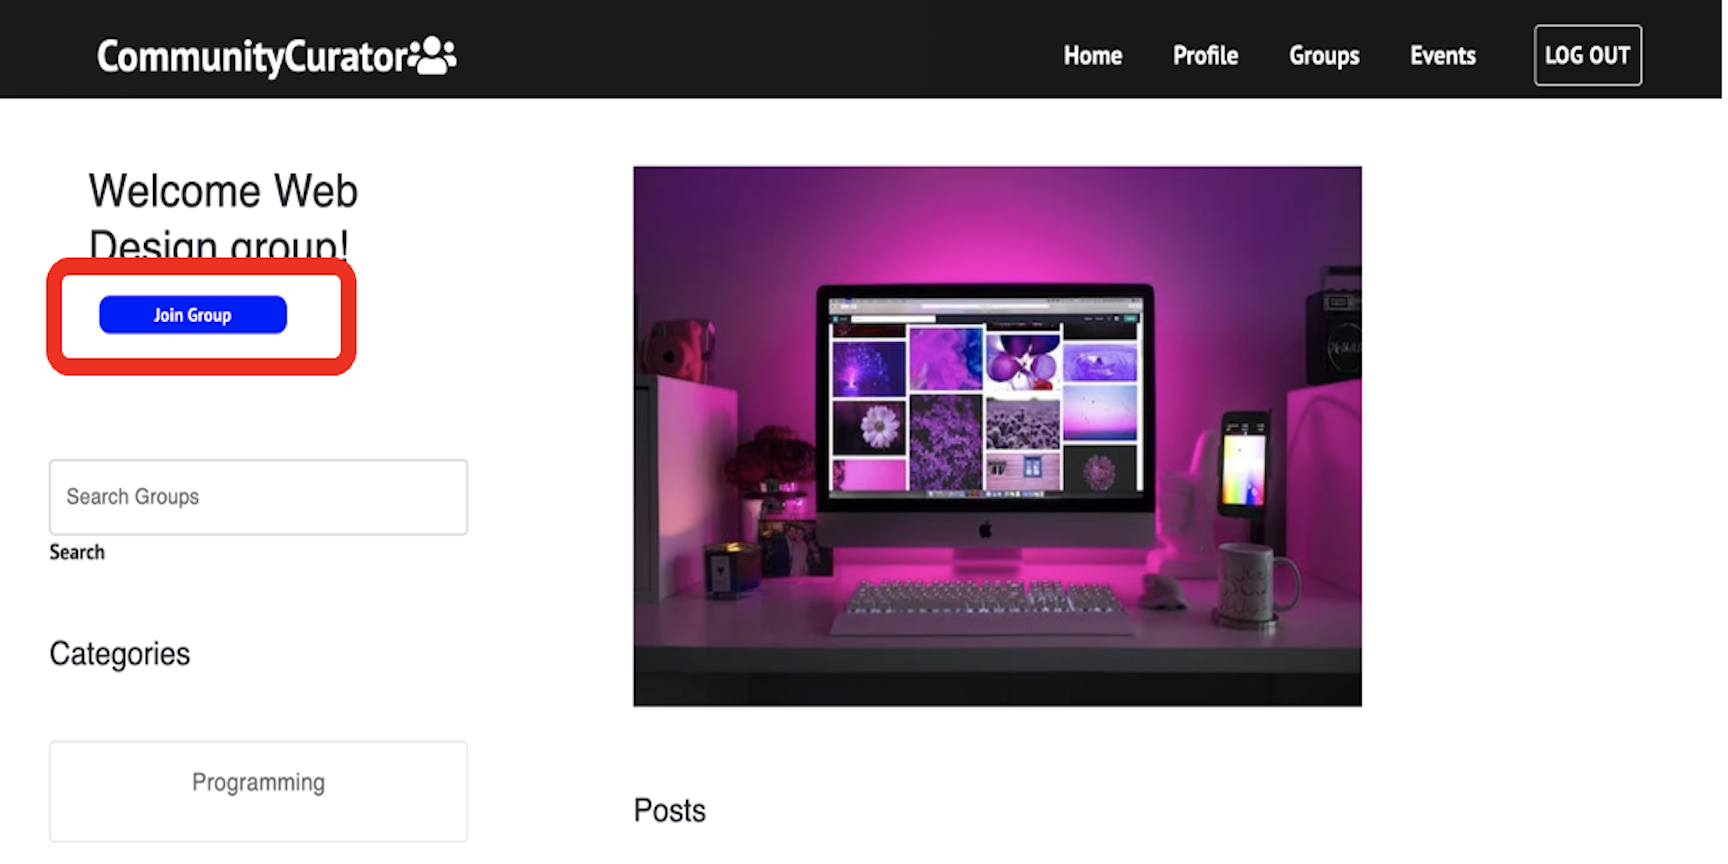 CommunityCurator
Home Profile Groups Events LOG OUT
Welcome Web
Design group!
Join Group
Search Groups
Search
Categories
Programming
Posts